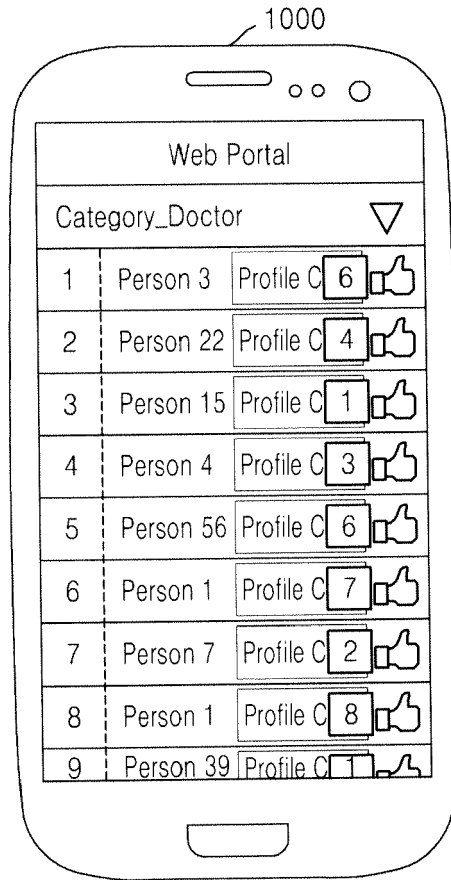 1000
Web Portal
Category_Doctor
1 Person 3 Profile C 6
2 Person 22 Profile C 4
3 Person 15 Profile C 1
4 Person 4 Profile C 3
5 Person 56 Profile C 6
6 Person 1 Profile C 7
7 Person 7 Profile C 2
8 Person 1 Profile C 8
9 Person 39 Profile C 1